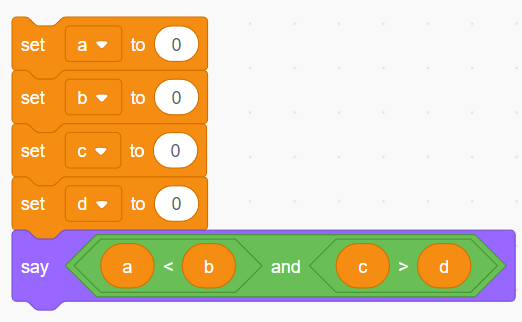 set a to 0
set b to 0
set c to 0
set d to 0
say a < b and c > d